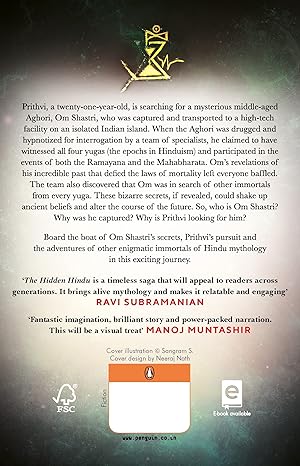 Prithvi, a twenty-one-year-old, is searching for a mysterious middle-aged
Aghori, Om Shastri, who was captured and transported to a high-tech
facility on an isolated Indian island. When the Aghori was drugged and
hypnotized for interrogation by a team of specialists, he claimed to have
witnessed all four yugas (the epochs in Hinduism) and participated in the
events of both the Ramayana and the Mahabharata. Om's revelations of
his incredible past that defied the laws of mortality left everyone baffled.
The team also discovered that Om was in search of other immortals
from every yuga. These bizarre secrets, if revealed, could shake up
ancient beliefs and alter the course of the future. So, who is Om Shastri?
Why was he captured? Why is Prithvi looking for him?
Board the boat of Om Shastri's secrets, Prithvi's pursuit and
the adventures of other enigmatic immortals of Hindu mythology
in this exciting journey.
'The Hidden Hindu is a timeless saga that will appeal to readers across
generations. It brings alive mythology and makes it relatable and engaging'
RAVI SUBRAMANIAN
'Fantastic imagination, brilliant story and power-packed narration.
This will be a visual treat' MANOJ MUNTASHIR
Cover illustration © Sangram S.
Cover design by Neeraj Nath
FSC
Fiction
www.penguin.co.in
e
E-book available